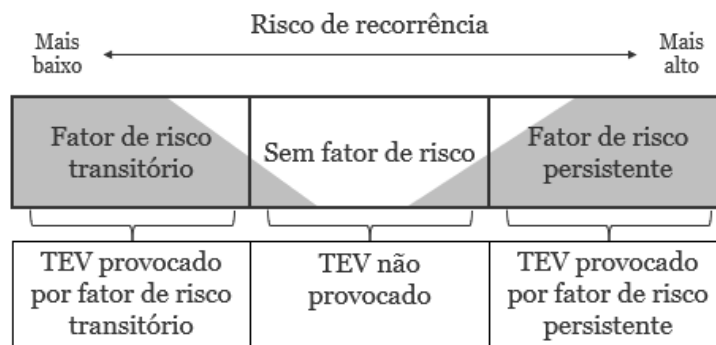 Risco de recorrência
Mais
baixo
Mais
alto
Fator de risco
transitório
Sem fator de risco
Fator de risco
persistente
TEV provocado
por fator de risco
transitório
TEV não
provocado
TEV provocado
por fator de risco
persistente